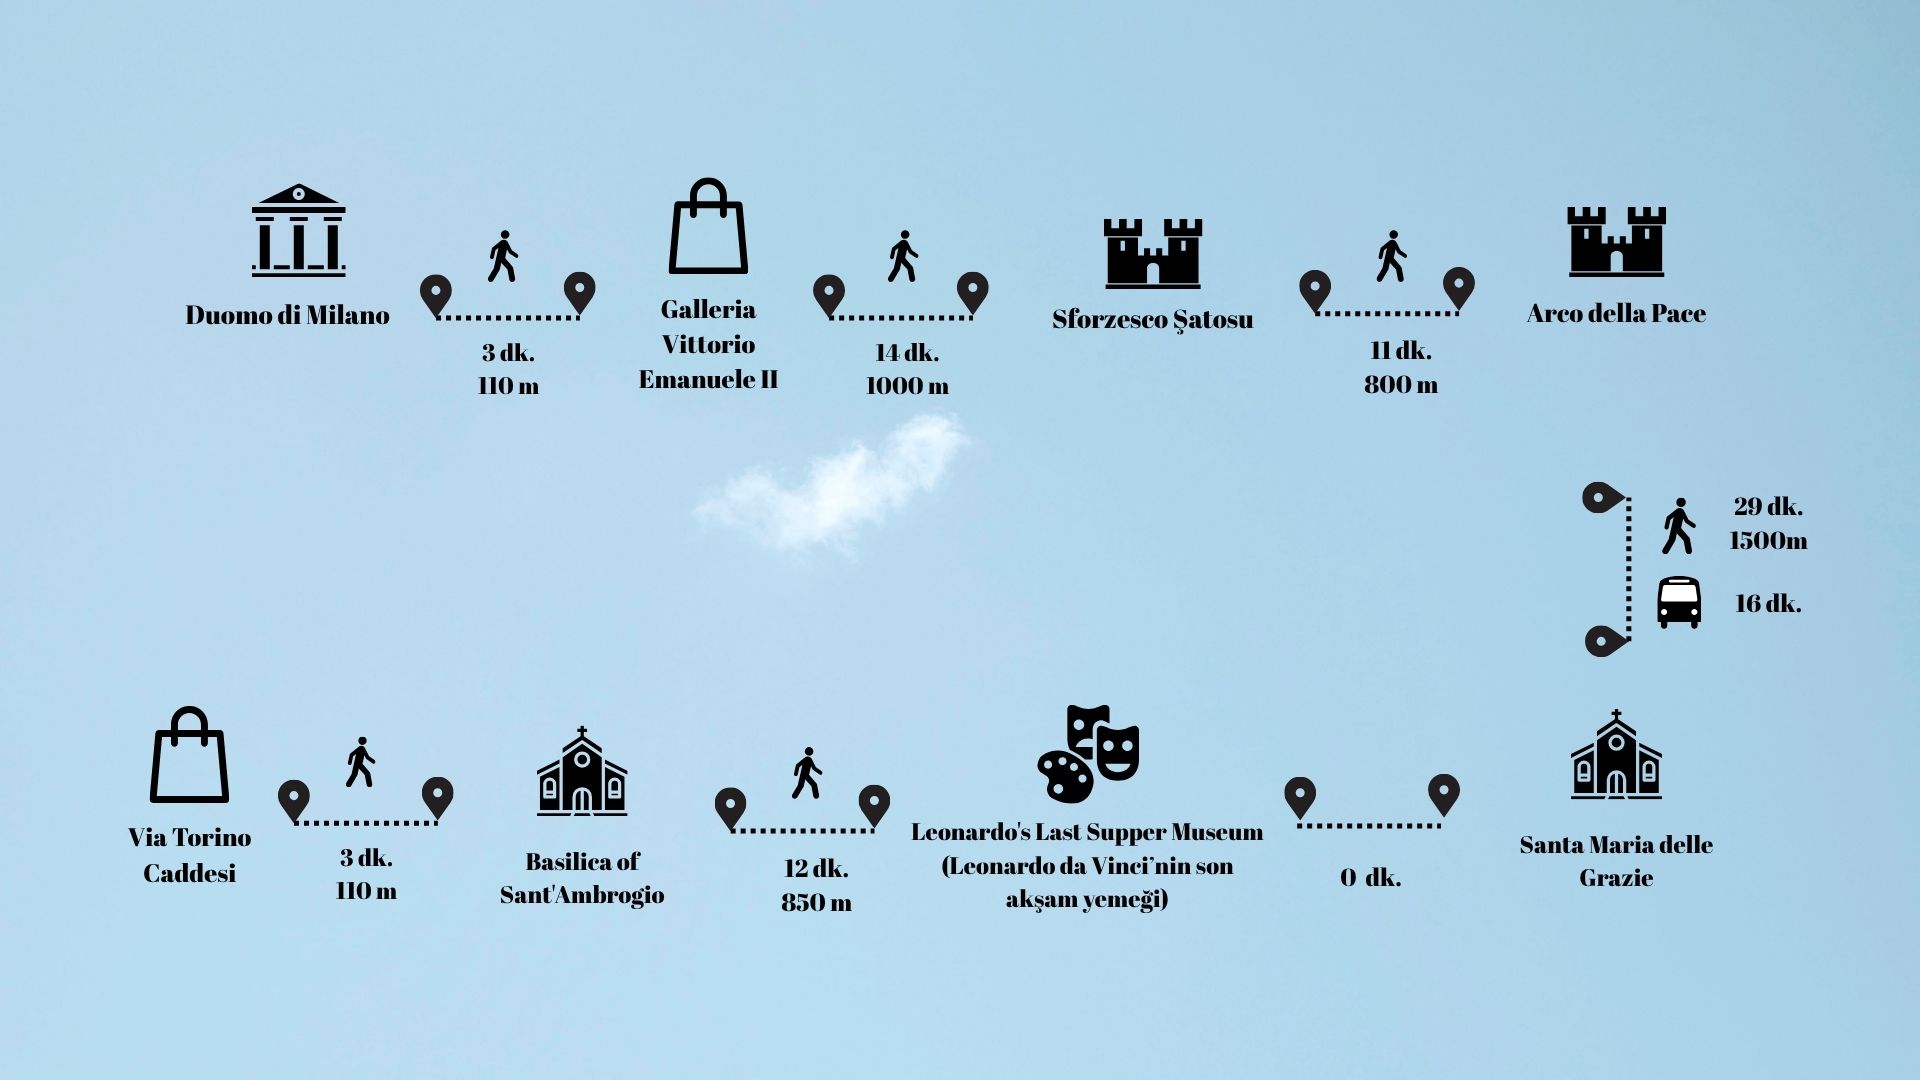 Duomo di Milano
3 dk.
110 m
Galleria
Vittorio
Emanuele II
14 dk.
1000 m
Sforzesco Şatosu
11 dk.
800 m
Arco della Pace
29 dk.
1500m
16 dk.
Via Torino
Caddesi
3 dk.
110 m
Basilica of
Sant'Ambrogio
12 dk.
850 m
Leonardo's Last Supper Museum
(Leonardo da Vinci’nin son
akşam yemeği)
0 dk.
Santa Maria delle
Grazie